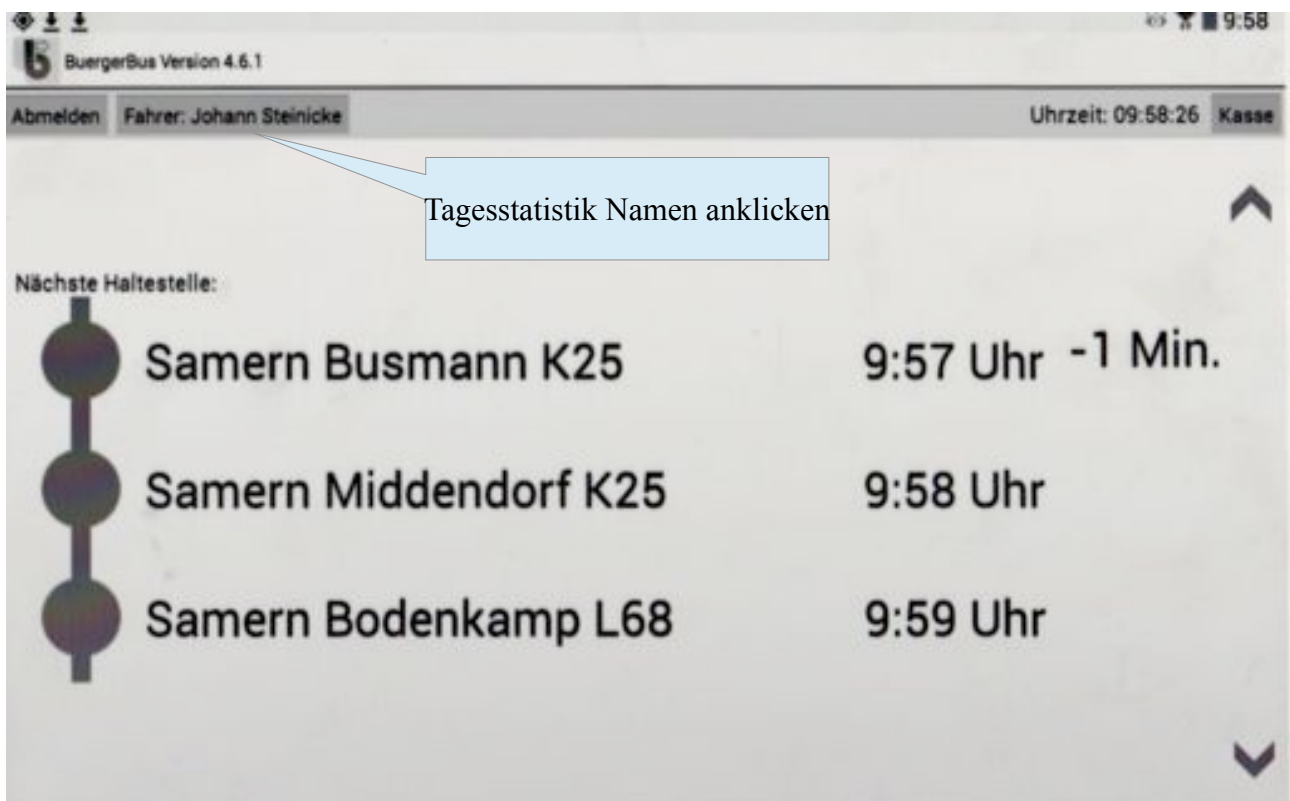 9:58
BuergerBus Version 4.6.1
Abmelden Fahrer: Johann Steinicke Uhrzeit: 09:58:26 Kasse
Tagesstatistik Namen anklicken
Nächste Haltestelle:
Samern Busmann K25 9:57 Uhr -1 Min.
Samern Middendorf K25 9:58 Uhr
Samern Bodenkamp L68 9:59 Uhr